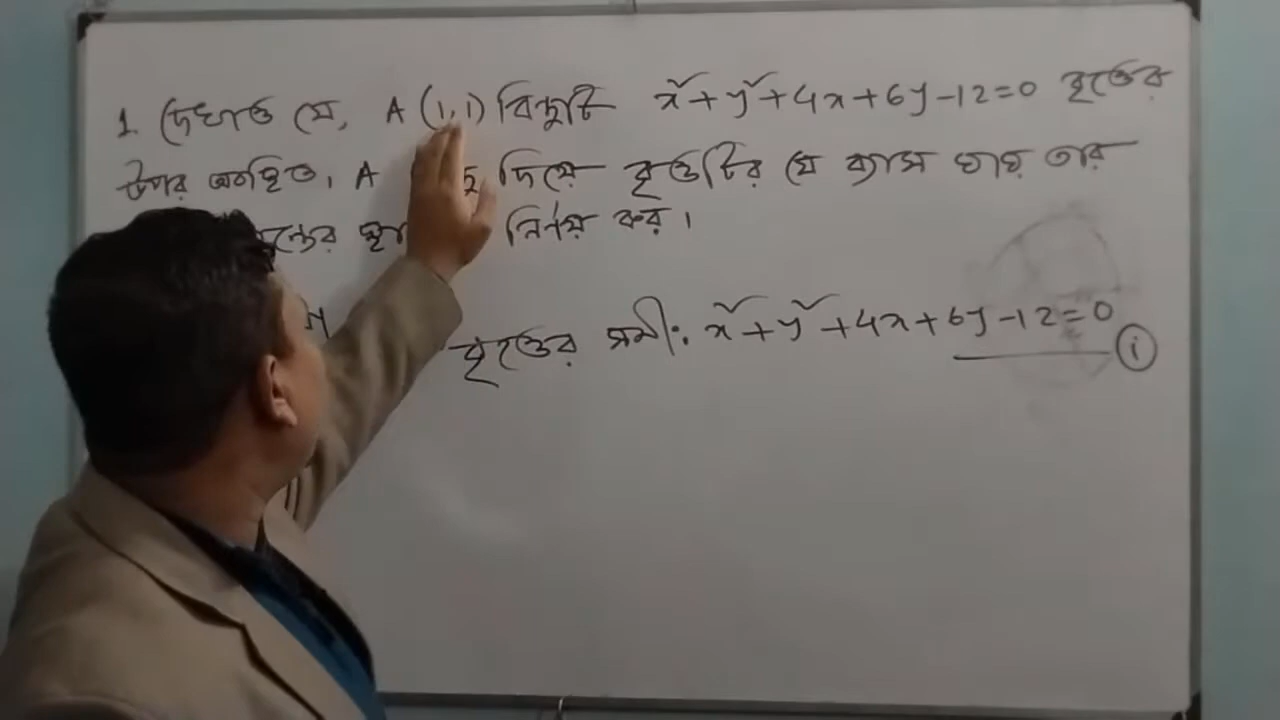 1. দেখাও যে, A (1,1) বিন্দুটি x²+y²+4x+6y-12=0 বৃত্তের
উপর অবস্থিত। A দিয়ে বৃত্তটির যে ব্যাস যায় তার
নির্ণয় কর।
বৃত্তের সমী: x²+y²+4x+6y-12=0 (i)